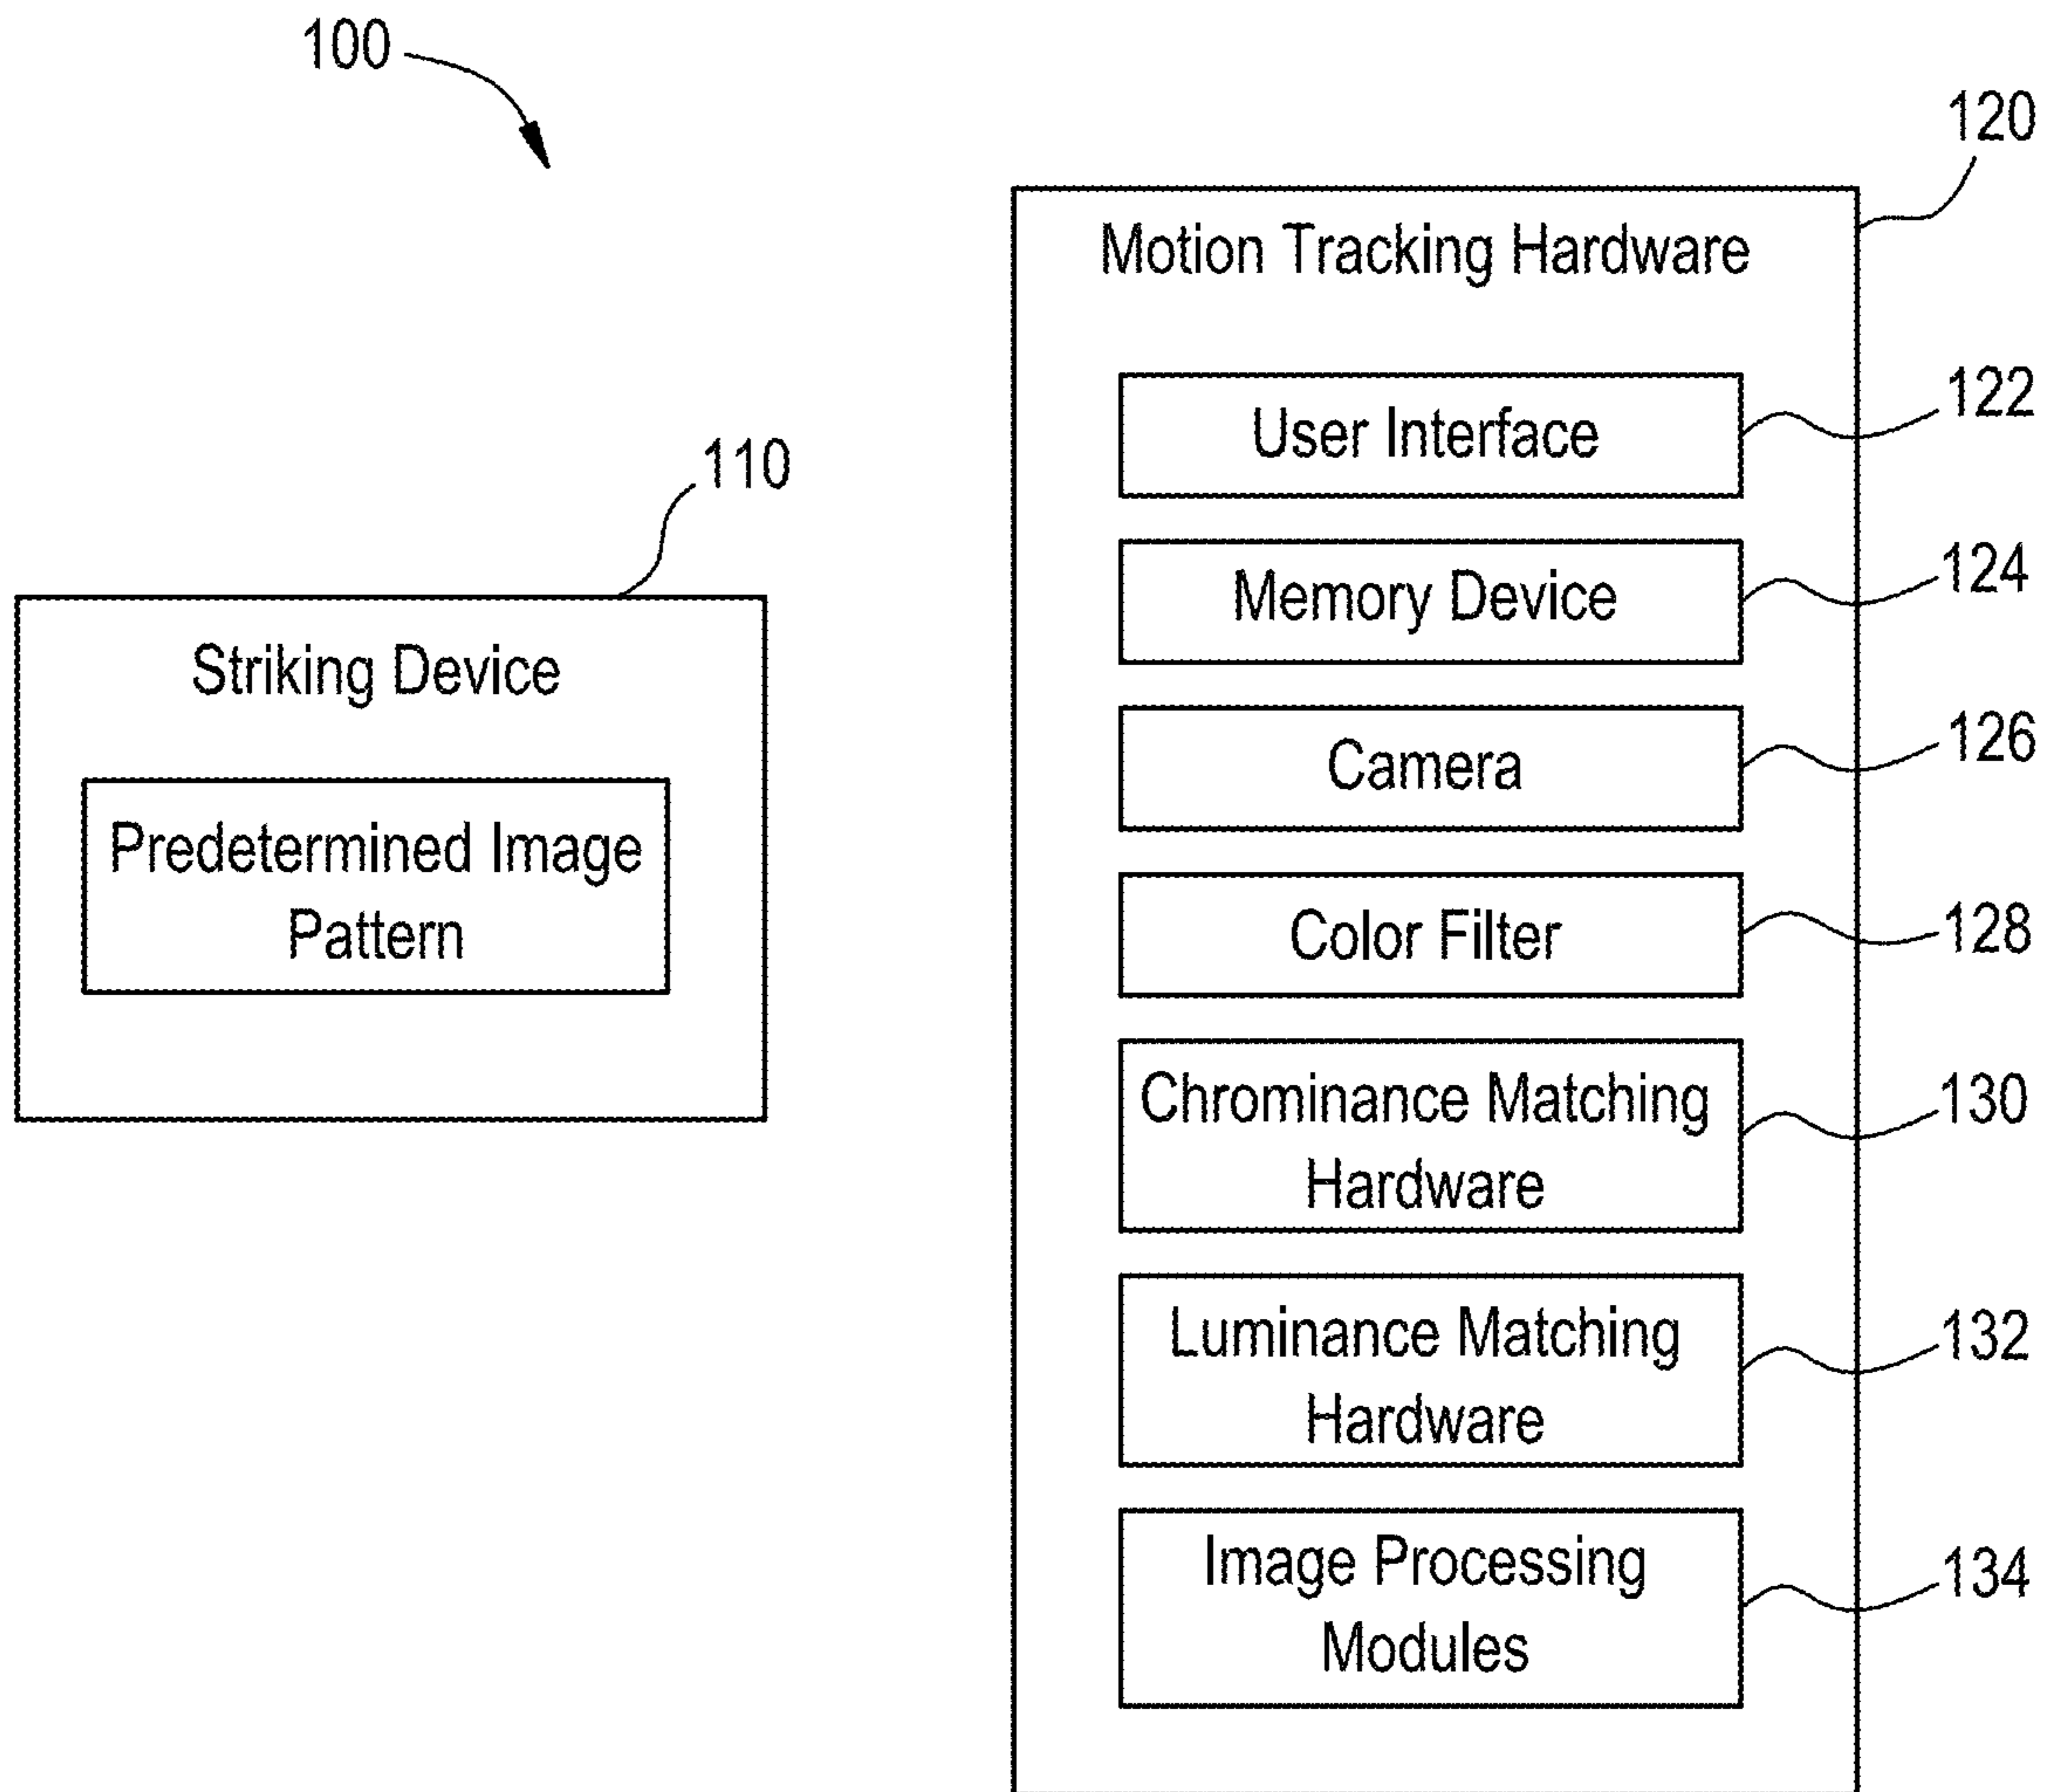 100
120
Motion Tracking Hardware
User Interface
122
110
Memory Device
124
Striking Device
Camera
126
Predetermined Image
Pattern
Color Filter
128
Chrominance Matching
Hardware
130
Luminance Matching
Hardware
132
Image Processing
Modules
134